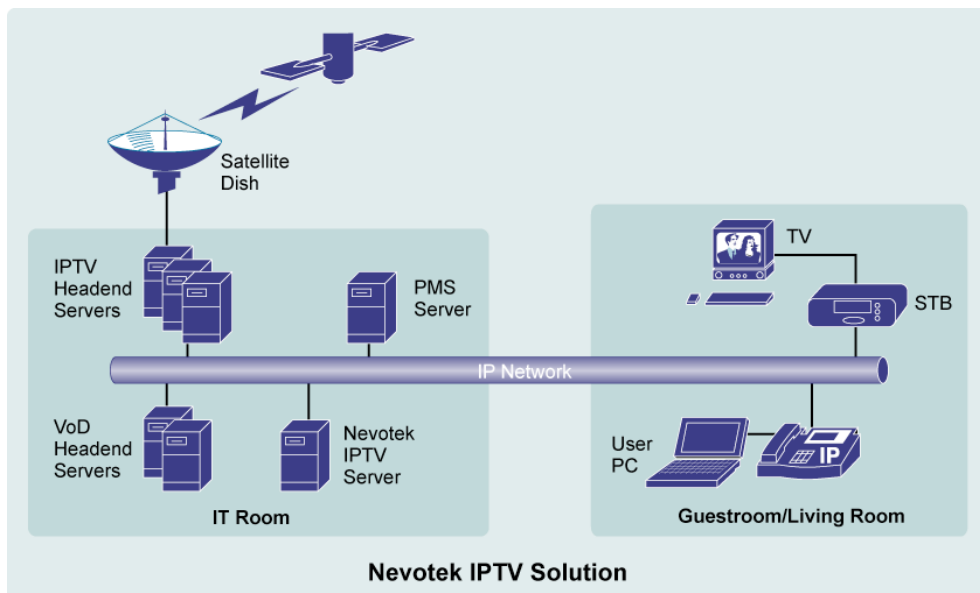 Satellite
Dish
IPTV
Headend
Servers
PMS
Server
TV
STB
IP Network
VoD
Headend
Servers
Nevotek
IPTV
Server
User
PC
IP
IT Room
Guestroom/Living Room
Nevotek IPTV Solution